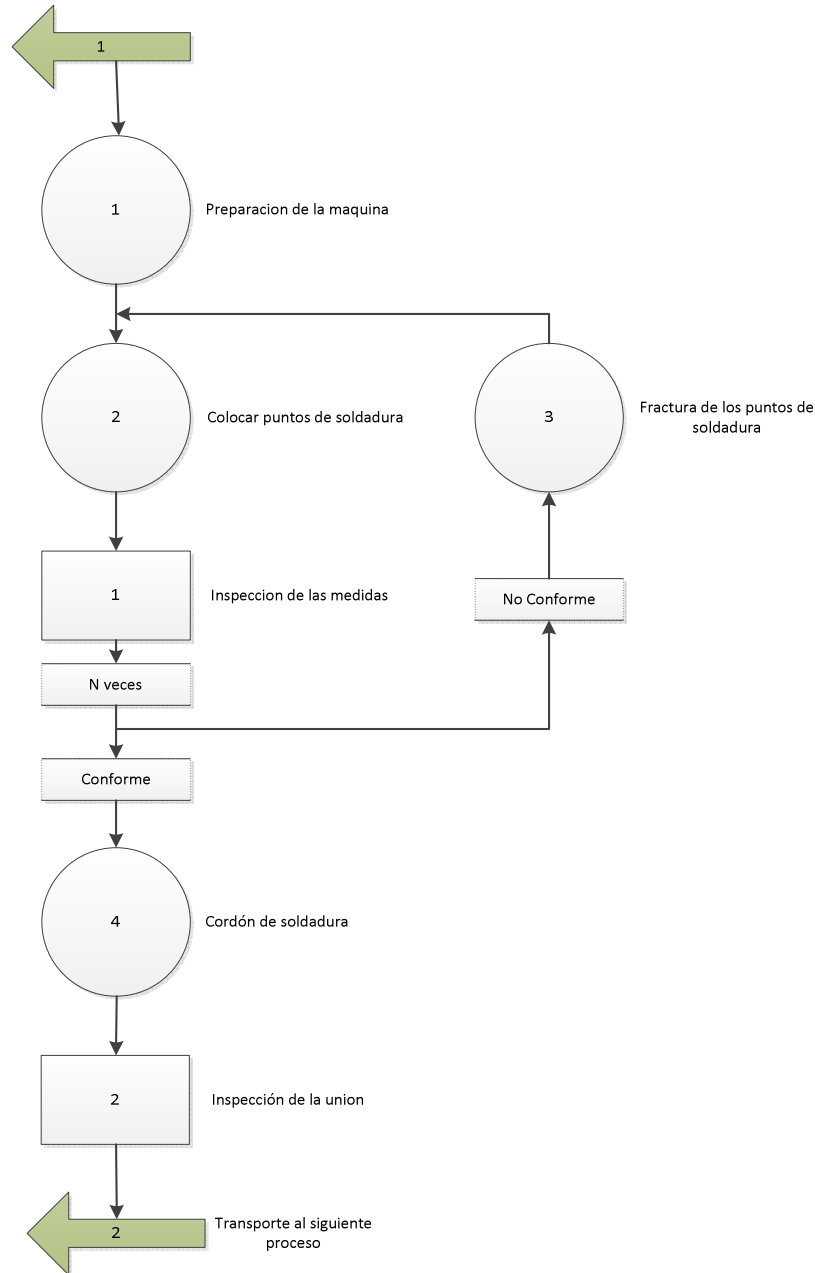 1
1
Preparacion de la maquina
2
Colocar puntos de soldadura
3
Fractura de los puntos de
soldadura
1
Inspeccion de las medidas
No Conforme
N veces
Conforme
4
Cordón de soldadura
2
Inspección de la union
2
Transporte al siguiente
proceso